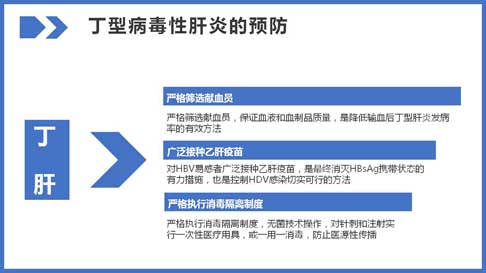 丁型病毒性肝炎的预防
丁
肝
严格筛选献血员
严格筛选献血员，保证血液和血制品质量，是降低输血后丁型肝炎发病
率的有效方法
广泛接种乙肝疫苗
对HBV易感者广泛接种乙肝疫苗，是最终消灭HBsAg携带状态的
有力措施，也是控制HDV感染切实可行的方法
严格执行消毒隔离制度
严格执行消毒隔离制度，无菌技术操作，对针刺和注射实
行一次性医疗用具，或一用一消毒，防止医源性传播